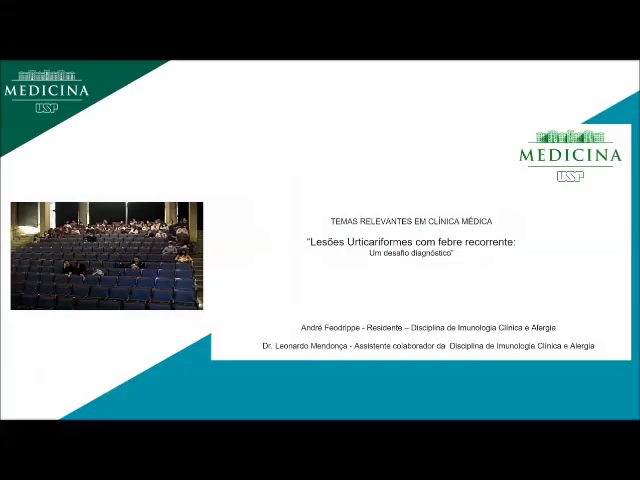 MEDICINA
USP
MEDICINA
USP
TEMAS RELEVANTES EM CLÍNICA MÉDICA
“Lesões Urticariformes com febre recorrente:
Um desafio diagnóstico”
André Feodrippe - Residente – Disciplina de Imunologia Clínica e Alergia
Dr. Leonardo Mendonça - Assistente colaborador da Disciplina de Imunologia Clínica e Alergia